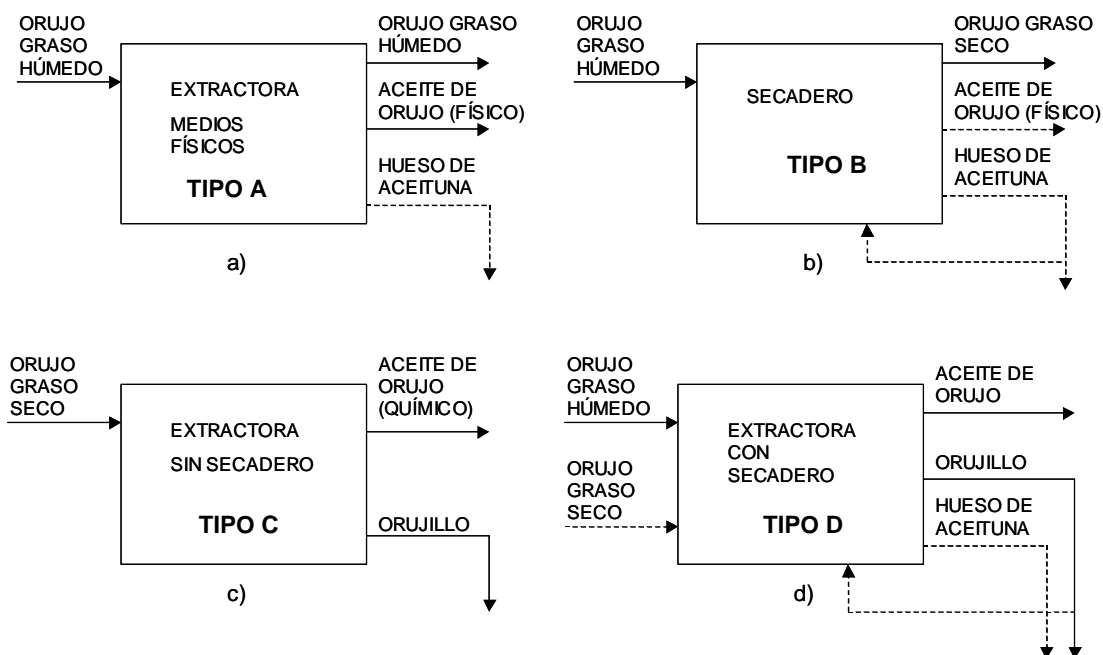 ORUJO
GRASO
HÚMEDO
EXTRACTORA
MEDIOS
FÍSICOS
TIPO A
ORUJO GRASO
HÚMEDO
ACEITE DE
ORUJO (FÍSICO)
HUESO DE
ACEITUNA
a)
ORUJO
GRASO
HÚMEDO
SECADERO
TIPO B
ORUJO GRASO
SECO
ACEITE DE
ORUJO (FÍSICO)
HUESO DE
ACEITUNA
b)
ORUJO
GRASO
SECO
EXTRACTORA
SIN SECADERO
TIPO C
ACEITE DE
ORUJO
(QUÍMICO)
ORUJILLO
c)
ORUJO
GRASO
HÚMEDO
ORUJO
GRASO
SECO
EXTRACTORA
CON
SECADERO
TIPO D
ACEITE DE
ORUJO
ORUJILLO
HUESO DE
ACEITUNA
d)